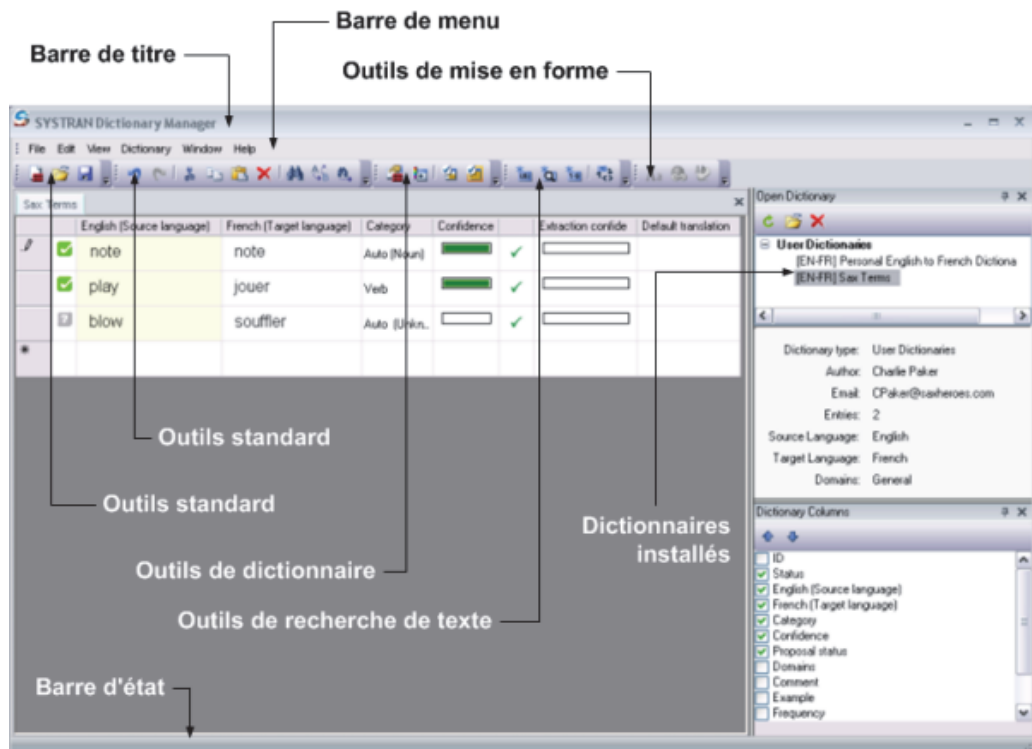 Barre de menu
Barre de titre
Outils de mise en forme
SYSTRAN Dictionary Manager
File Edit View Dictionary Window Help
Sax Terms
English (Source language) French (Target language) Category Confidence Extraction confide Default translation
note note Auto (Noun)
play jouer Verb
blow souffler Auto (Unkn..
Outils standard
Outils standard
Outils de dictionnaire
Outils de recherche de texte
Barre d'état
Dictionnaires
installés
Open Dictionary
User Dictionaries
[EN-FR] Personal English to French Dictiona
[EN-FR] Sax Terms
Dictionary type: User Dictionaries
Author: Charlie Paker
Email: CPaker@saxheroes.com
Entries: 2
Source Language: English
Target Language: French
Domains: General
Dictionary Columns
ID
Status
English (Source language)
French (Target language)
Category
Confidence
Proposal status
Domains
Comment
Example
Frequency